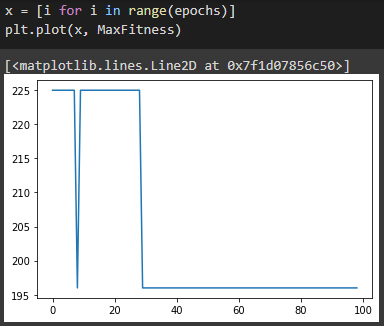 x = [i for i in range(epochs)]
plt.plot(x, MaxFitness)
[<matplotlib.lines.Line2D at 0x7f1d07856c50>]
225
220
215
210
205
200
195
0 20 40 60 80 100